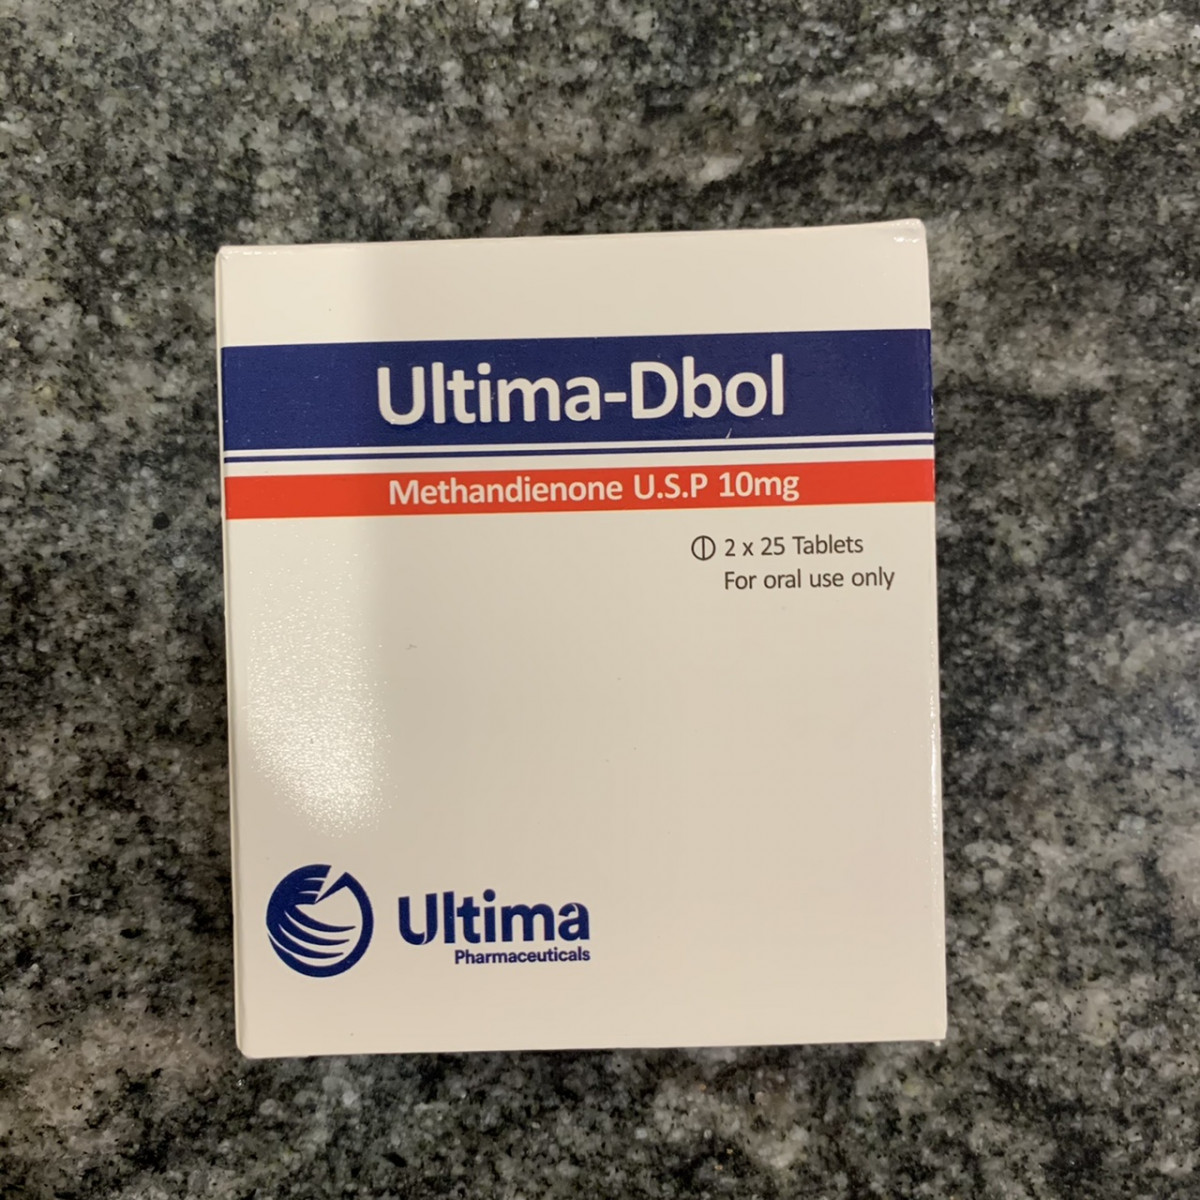 Ultima-Dbol
Methandienone U.S.P 10mg
2 x 25 Tablets
For oral use only
Ultima
Pharmaceuticals